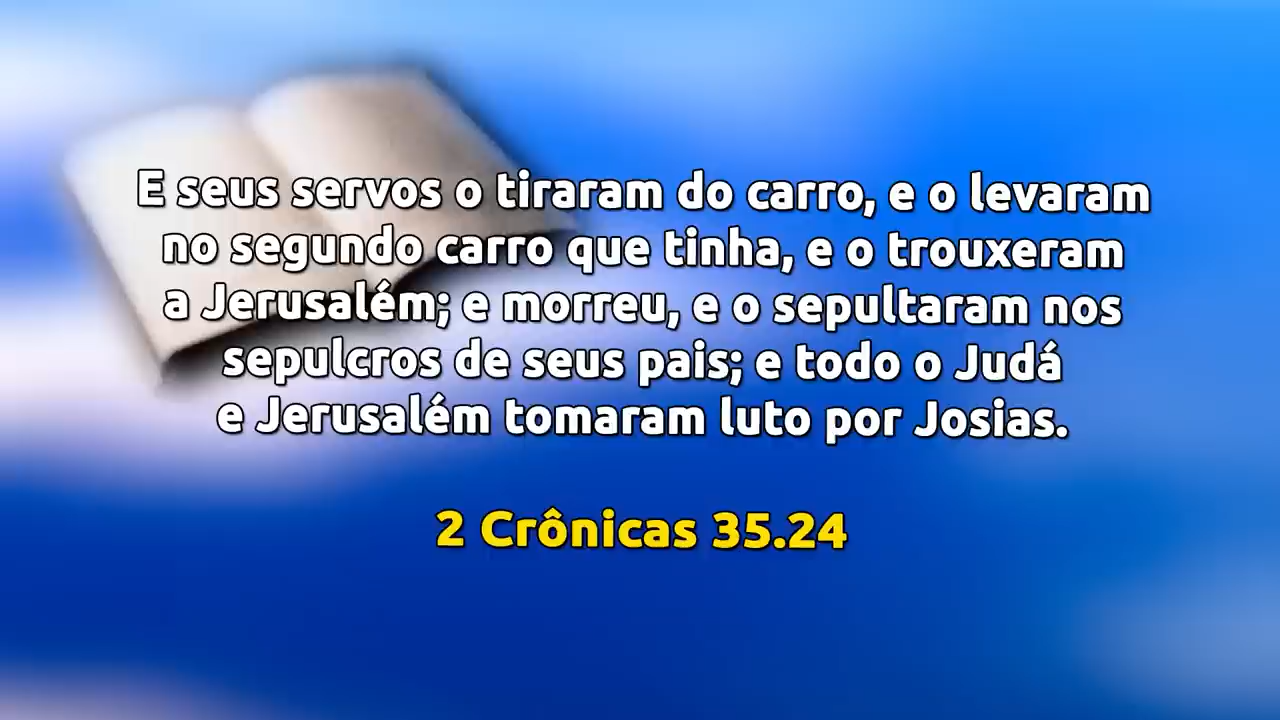 E seus servos o tiraram do carro, e o levaram
no segundo carro que tinha, e o trouxeram
a Jerusalém; e morreu, e o sepultaram nos
sepulcros de seus pais; e todo o Judá
e Jerusalém tomaram luto por Josias.
2 Crônicas 35.24